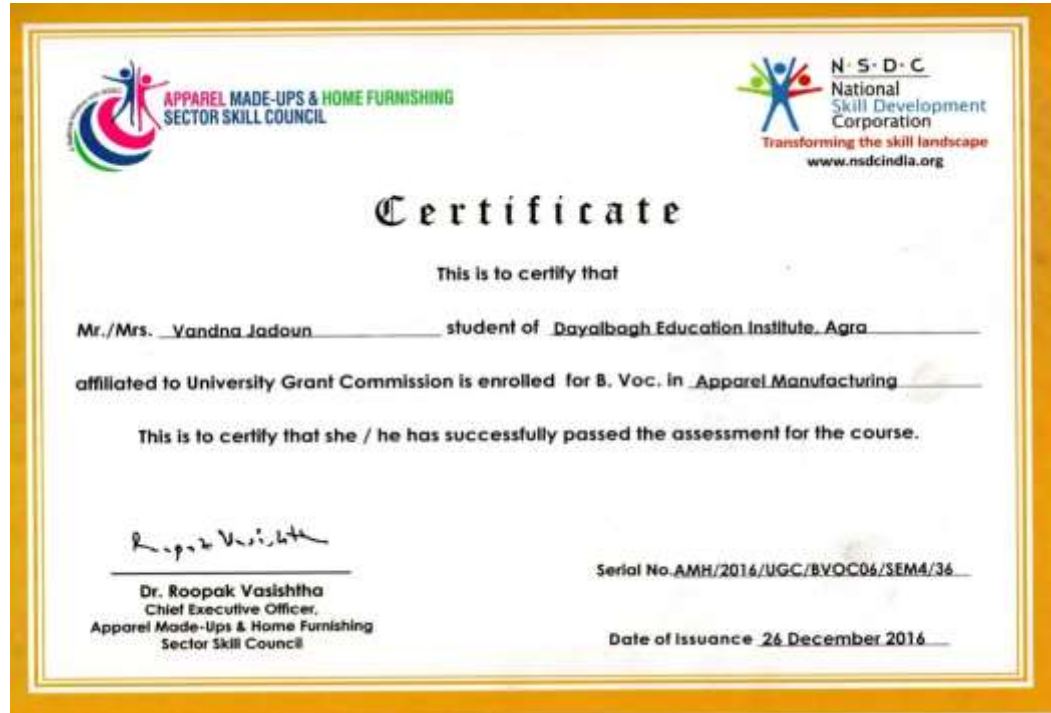 APPAREL MADE-UPS & HOME FURNISHING
SECTOR SKILL COUNCIL
N·S·D·C
National
Skill Development
Corporation
Transforming the skill landscape
www.nsdcindia.org
Certificate
This is to certify that
Mr./Mrs. Vandna Jadoun student of Dayalbagh Education Institute, Agra
affiliated to University Grant Commission is enrolled for B. Voc. in Apparel Manufacturing
This is to certify that she / he has successfully passed the assessment for the course.
Roopak Vasishtha
Dr. Roopak Vasishtha
Chief Executive Officer,
Apparel Made-Ups & Home Furnishing
Sector Skill Council
Serial No. AMH/2016/UGC/BVOC06/SEM4/36
Date of Issuance 26 December 2016